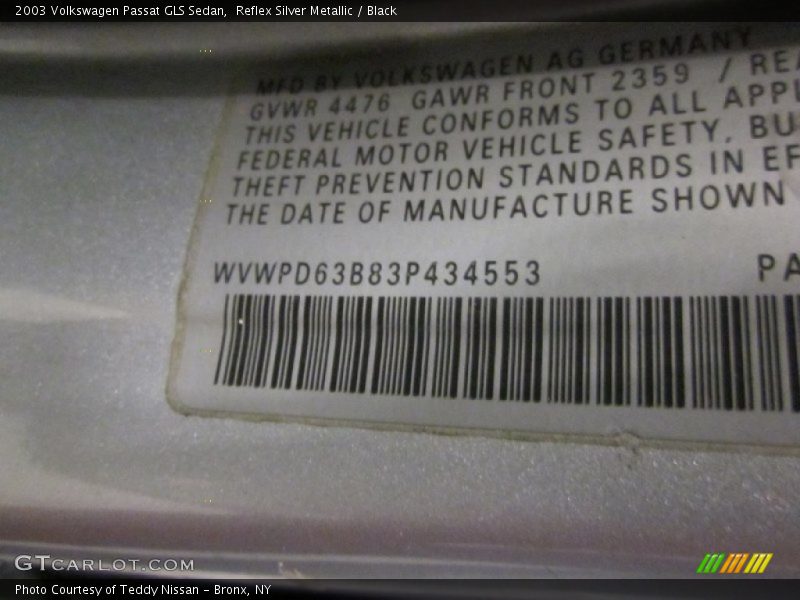 2003 Volkswagen Passat GLS Sedan,  Reflex Silver Metallic / Black
MFD BY VOLKSWAGEN AG GERMANY
GVWR 4476 GAWR FRONT 2359 / REA
THIS VEHICLE CONFORMS TO ALL APPL
FEDERAL MOTOR VEHICLE SAFETY, BU
THEFT PREVENTION STANDARDS IN EF
THE DATE OF MANUFACTURE SHOWN
WVWPD63B83P434553 PA
GTCARLOT.COM
Photo Courtesy of Teddy Nissan - Bronx, NY